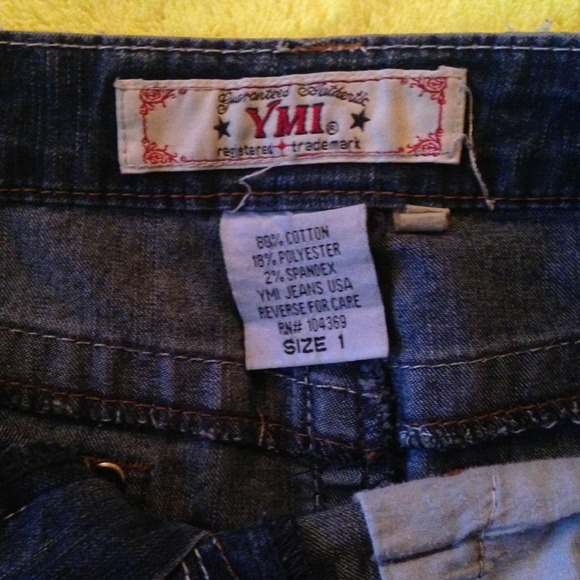 Guaranteed Authentic
YMI®
registered trademark
80% COTTON
18% POLYESTER
2% SPANDEX
YMI JEANS USA
REVERSE FOR CARE
RN# 104369
SIZE 1